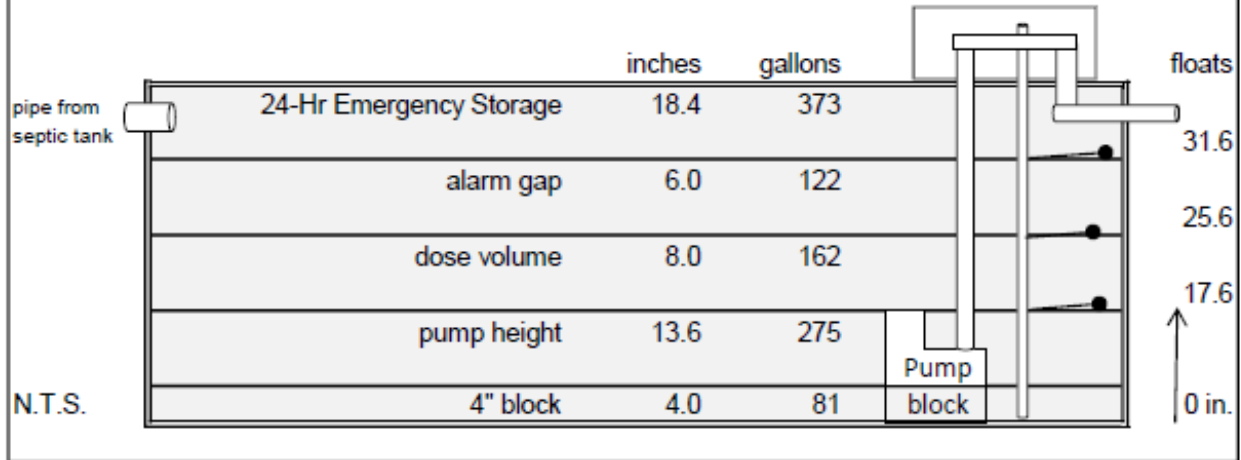 inches gallons floats
pipe from
septic tank
24-Hr Emergency Storage 18.4 373
31.6
alarm gap 6.0 122
25.6
dose volume 8.0 162
17.6
pump height 13.6 275
Pump
N.T.S. 4" block 4.0 81 block 0 in.